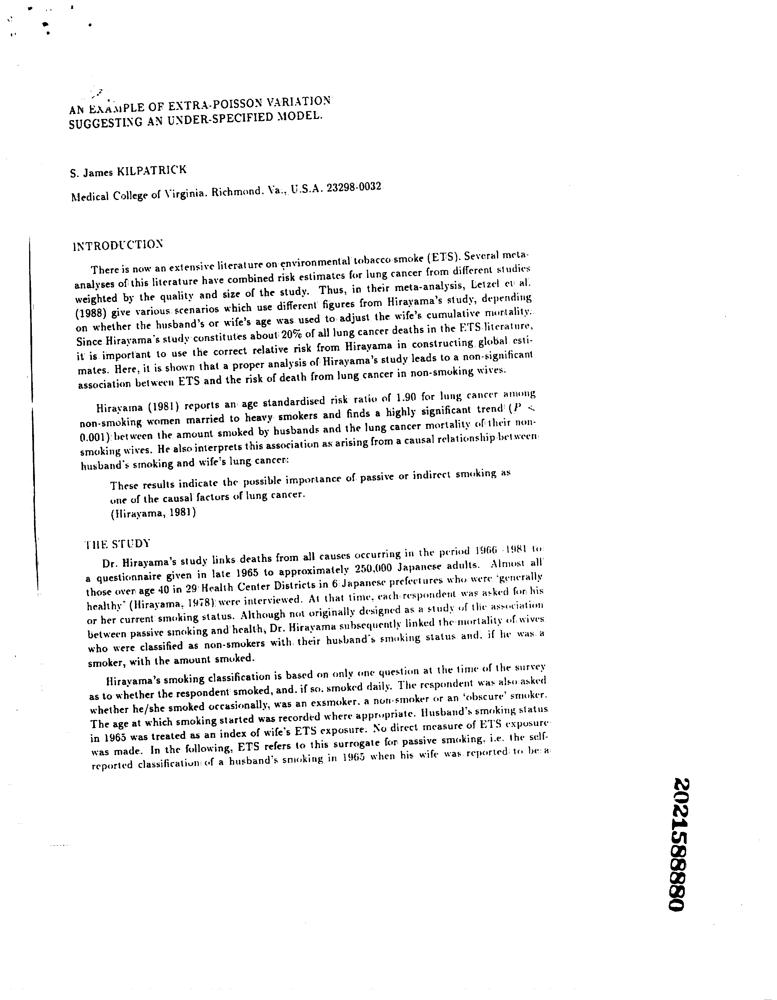 AN EXAMPLE OF EXTRA-POISSON VARIATION
SUGGESTING AN UNDER-SPECIFIED MODEL.
S. James KILPATRICK
Medical College of Virginia. Richmond. Va., U.S.A. 23298-0032
INTRODUCTION
There is now an extensive literature on environmental tobacco smoke (ETS). Several meta-
analyses of this literature have combined risk estimates for lung cancer from different studies
weighted by the quality and size of the study. Thus, in their meta-analysis, Letzel et al.
(1988) give various scenarios which use different figures from Hirayama's study, depending
on whether the husband's or wife's age was used to adjust the wife's cumulative mortality.
Since Hirayama's study constitutes about 20% of all lung cancer deaths in the ETS literature,
it is important to use the correct relative risk from Hirayama in constructing global esti-
mates. Here, it is shown that a proper analysis of Hirayama's study leads to a non-significant
association between ETS and the risk of death from lung cancer in non-smoking wives.
Hirayama (1981) reports an age standardised risk ratio of 1.90 for lung cancer among
non-smoking women married to heavy smokers and finds a highly significant trend (P <
0.001) between the amount smoked by husbands and the lung cancer mortality of their non-
smoking wives. He also interprets this association as arising from a causal relationship between
husband's smoking and wife's lung cancer:
These results indicate the possible importance of passive or indirect smoking as
one of the causal factors of lung cancer.
(Hirayama, 1981)
THE STUDY
Dr. Hirayama's study links deaths from all causes occurring in the period 1966-1981 to
a questionnaire given in late 1965 to approximately 250,000 Japanese adults. Almost all
those over age 40 in 29 Health Center Districts in 6 Japanese prefectures who were 'generally
healthy' (Hirayama, 1978) were interviewed. At that time, each respondent was asked for his
or her current smoking status. Although not originally designed as a study of the association
between passive smoking and health, Dr. Hirayama subsequently linked the mortality of wives
who were classified as non-smokers with their husband's smoking status and, if he was a
smoker, with the amount smoked.
Hirayama's smoking classification is based on only one question at the time of the survey
as to whether the respondent smoked, and, if so, smoked daily. The respondent was also asked
whether he/she smoked occasionally, was an exsmoker, a non-smoker or an 'obscure' smoker.
The age at which smoking started was recorded where appropriate. Husband's smoking status
in 1965 was treated as an index of wife's ETS exposure. No direct measure of ETS exposure
was made. In the following, ETS refers to this surrogate for passive smoking, i.e. the self-
reported classification of a husband's smoking in 1965 when his wife was reported to be a
2021588880